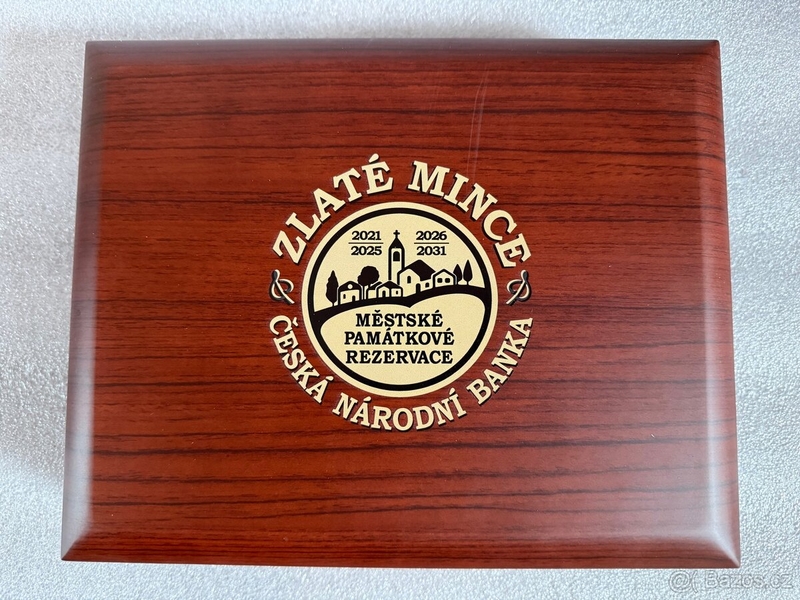 ZLATÉ MINCE
2021 2026
2025 2031
MĚSTSKÉ
PAMÁTKOVÉ
REZERVACE
ČESKÁ NÁRODNÍ BANKA
Bazos.cz